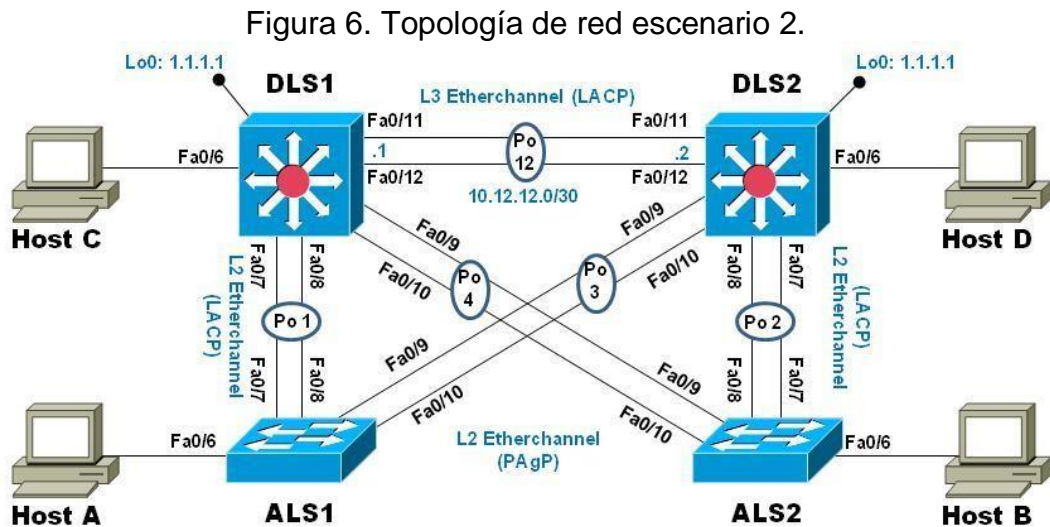 Figura 6. Topología de red escenario 2.
Lo0: 1.1.1.1
Lo0: 1.1.1.1
DLS1
DLS2
L3 Etherchannel (LACP)
Fa0/11
Fa0/11
Po
12
.1
.2
Fa0/6
Fa0/6
Fa0/12
Fa0/12
10.12.12.0/30
Host C
Host D
Fa0/9
Fa0/9
Fa0/10
Fa0/10
Fa0/7
Fa0/8
Fa0/8
Fa0/7
Po
4
Po
3
L2 Etherchannel
(LACP)
L2 Etherchannel
(LACP)
Po 1
Po 2
Fa0/7
Fa0/8
Fa0/8
Fa0/7
Fa0/9
Fa0/10
Fa0/9
Fa0/10
L2 Etherchannel
(PAgP)
Fa0/6
Fa0/6
Host A
ALS1
ALS2
Host B